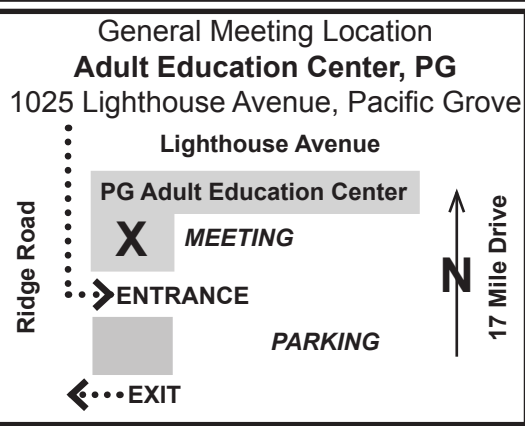 General Meeting Location
Adult Education Center, PG
1025 Lighthouse Avenue, Pacific Grove
Lighthouse Avenue
PG Adult Education Center
X MEETING
Ridge Road
N
17 Mile Drive
ENTRANCE
PARKING
EXIT